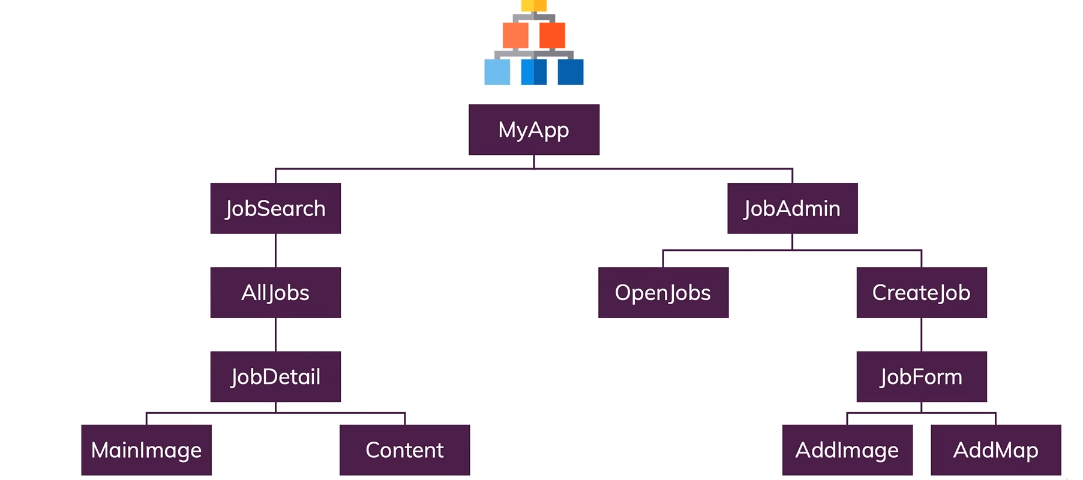 MyApp
JobSearch
JobAdmin
AllJobs
OpenJobs
CreateJob
JobDetail
JobForm
MainImage
Content
AddImage
AddMap